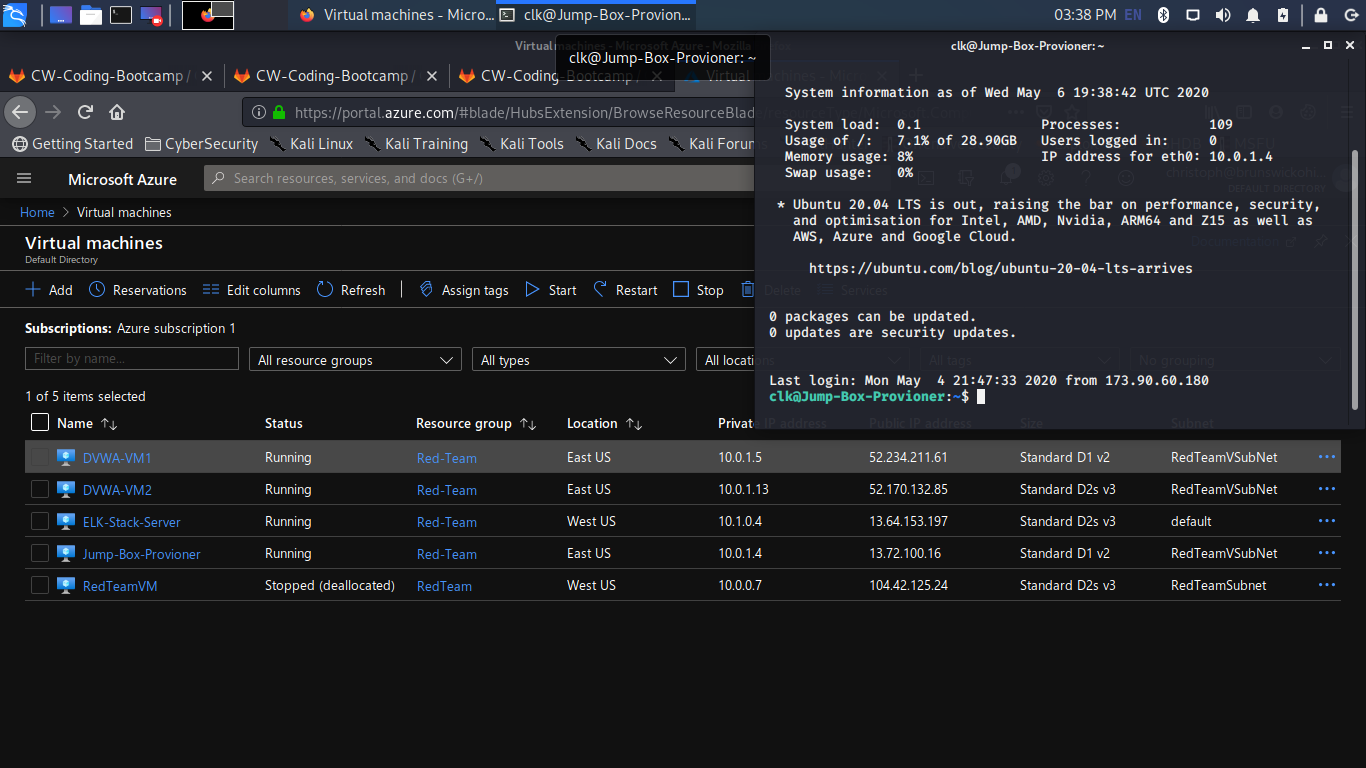 Virtual machines - Micro...
clk@Jump-Box-Provion...
03:38 PM EN
Virtual machines - Microsoft Azure - Mozilla
clk@Jump-Box-Provioner: ~
clk@Jump-Box-Provioner: ~
CW-Coding-Bootcamp /
CW-Coding-Bootcamp /
CW-Coding-Bootcamp
Virtual machines - Micr
https://portal.azure.com/#blade/HubsExtension/BrowseResourceBlad
Getting Started
CyberSecurity
Kali Linux
Kali Training
Kali Tools
Kali Docs
Kali Forum
Microsoft Azure
Search resources, services, and docs (G+/)
christoph@brunswickohi...
DEFAULT DIRECTORY
Home > Virtual machines
Virtual machines
Default Directory
Documentation
Add
Reservations
Edit columns
Refresh
Assign tags
Start
Restart
Stop
Delete
Services
Subscriptions: Azure subscription 1
Filter by name...
All resource groups
All types
All locations
All tags
No grouping
1 of 5 items selected
Name Status Resource group Location Private IP address Public IP address Size Subnet
DVWA-VM1 Running Red-Team East US 10.0.1.5 52.234.211.61 Standard D1 v2 RedTeamVSubNet ...
DVWA-VM2 Running Red-Team East US 10.0.1.13 52.170.132.85 Standard D2s v3 RedTeamVSubNet ...
ELK-Stack-Server Running Red-Team West US 10.1.0.4 13.64.153.197 Standard D2s v3 default ...
Jump-Box-Provioner Running Red-Team East US 10.0.1.4 13.72.100.16 Standard D1 v2 RedTeamVSubNet ...
RedTeamVM Stopped (deallocated) RedTeam West US 10.0.0.7 104.42.125.24 Standard D2s v3 RedTeamSubnet ...
System information as of Wed May  6 19:38:42 UTC 2020
System load:  0.1 Processes: 109
Usage of /:   7.1% of 28.90GB Users logged in: 0
Memory usage: 8% IP address for eth0: 10.0.1.4
Swap usage:   0%
* Ubuntu 20.04 LTS is out, raising the bar on performance, security,
and optimisation for Intel, AMD, Nvidia, ARM64 and Z15 as well as
AWS, Azure and Google Cloud.
https://ubuntu.com/blog/ubuntu-20-04-lts-arrives
0 packages can be updated.
0 updates are security updates.
Last login: Mon May  4 21:47:33 2020 from 173.90.60.180
clk@Jump-Box-Provioner:~$